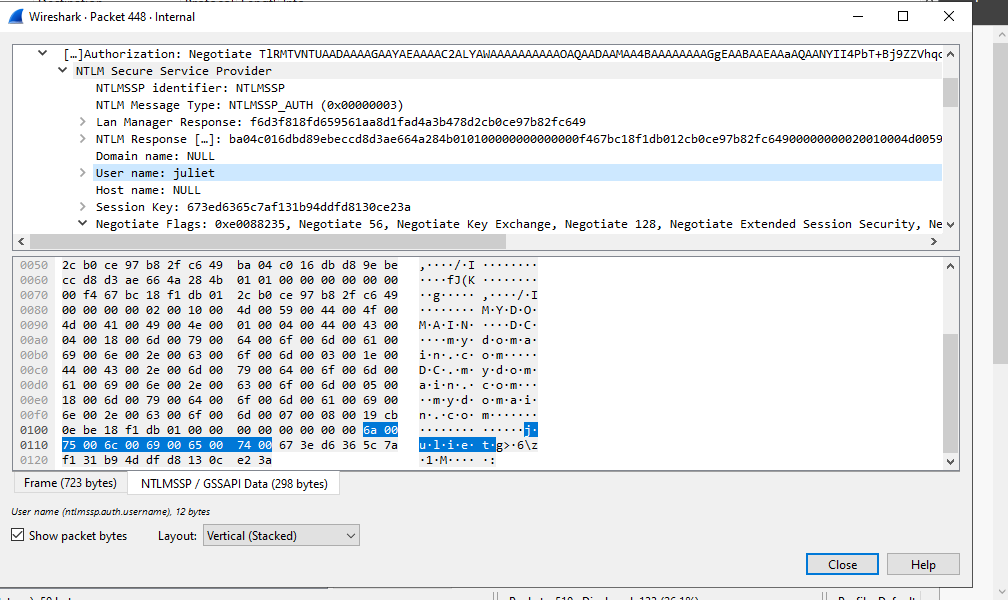 Wireshark · Packet 448 · Internal
[…]Authorization: Negotiate TlRMTVNTUAADAAAAGAAYAEAAAAC2ALYAWAAAAAAAAAAOAQAADAAMAA4BAAAAAAAAGgEAABAAEAAaAQAANYII4PbT+Bj9ZZVhqc
NTLM Secure Service Provider
NTLMSSP identifier: NTLMSSP
NTLM Message Type: NTLMSSP_AUTH (0x00000003)
Lan Manager Response: f6d3f818fd659561aa8d1fad4a3b478d2cb0ce97b82fc649
NTLM Response […]: ba04c016dbd89ebeccd8d3ae664a284b010100000000000000f467bc18f1db012cb0ce97b82fc64900000000020010004d0059
Domain name: NULL
User name: juliet
Host name: NULL
Session Key: 673ed6365c7af131b94ddfd8130ce23a
Negotiate Flags: 0xe0088235, Negotiate 56, Negotiate Key Exchange, Negotiate 128, Negotiate Extended Session Security, Ne
0050 2c b0 ce 97 b8 2f c6 49 ba 04 c0 16 db d8 9e be ,····/·I ········
0060 cc d8 d3 ae 66 4a 28 4b 01 01 00 00 00 00 00 00 ····fJ(K ········
0070 00 f4 67 bc 18 f1 db 01 2c b0 ce 97 b8 2f c6 49 ··g····· ,····/·I
0080 00 00 00 00 02 00 10 00 4d 00 59 00 44 00 4f 00 ········ M·Y·D·O·
0090 4d 00 41 00 49 00 4e 00 01 00 04 00 44 00 43 00 M·A·I·N· ····D·C·
00a0 04 00 18 00 6d 00 79 00 64 00 6f 00 6d 00 61 00 ····m·y· d·o·m·a·
00b0 69 00 6e 00 2e 00 63 00 6f 00 6d 00 03 00 1e 00 i·n·.·c· o·m·····
00c0 44 00 43 00 2e 00 6d 00 79 00 64 00 6f 00 6d 00 D·C·.·m· y·d·o·m·
00d0 61 00 69 00 6e 00 2e 00 63 00 6f 00 6d 00 05 00 a·i·n·.· c·o·m···
00e0 18 00 6d 00 79 00 64 00 6f 00 6d 00 61 00 69 00 ··m·y·d· o·m·a·i·
00f0 6e 00 2e 00 63 00 6f 00 6d 00 07 00 08 00 19 cb n·.·c·o· m·······
0100 0e be 18 f1 db 01 00 00 00 00 00 00 00 00 6a 00 ········ ······j·
0110 75 00 6c 00 69 00 65 00 74 00 67 3e d6 36 5c 7a u·l·i·e· t·g>·6\z
0120 f1 31 b9 4d df d8 13 0c e2 3a ·1·M···· ·:
Frame (723 bytes) NTLMSSP / GSSAPI Data (298 bytes)
User name (ntlmssp.auth.username), 12 bytes
Show packet bytes Layout: Vertical (Stacked)
Close Help